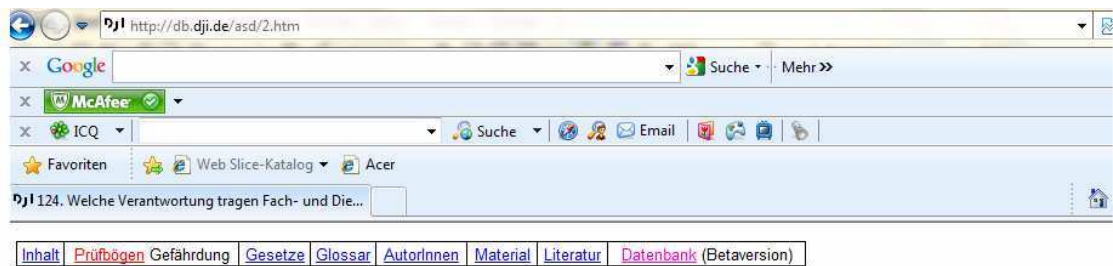 DJI http://db.dji.de/asd/2.htm
x Google Suche Mehr
x McAfee
x ICQ Suche Email
Favoriten Web Slice-Katalog Acer
DJI 124. Welche Verantwortung tragen Fach- und Die...
Inhalt Prüfbögen Gefährdung Gesetze Glossar AutorInnen Material Literatur Datenbank (Betaversion)